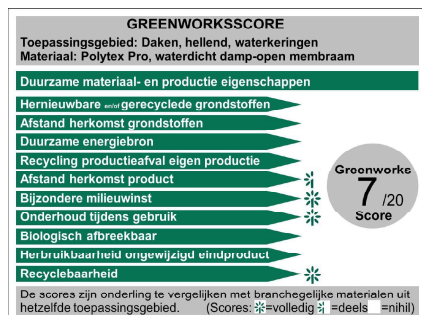 GREENWORKSSCORE
Toepassingsgebied: Daken, hellend, waterkeringen
Materiaal: Polytex Pro, waterdicht damp-open membraam
Duurzame materiaal- en productie eigenschappen
Hernieuwbare en/of gerecyclede grondstoffen
Afstand herkomst grondstoffen
Duurzame energiebron
Recycling productieafval eigen productie
Afstand herkomst product
Bijzondere milieuwinst
Onderhoud tijdens gebruik
Biologisch afbreekbaar
Herbruikbaarheid ongewijzigd eindproduct
Recyclebaarheid
Greenworks
7 /20
Score
De scores zijn onderling te vergelijken met branchegelijke materialen uit
hetzelfde toepassingsgebied. (Scores: =volledig =deels =nihil)